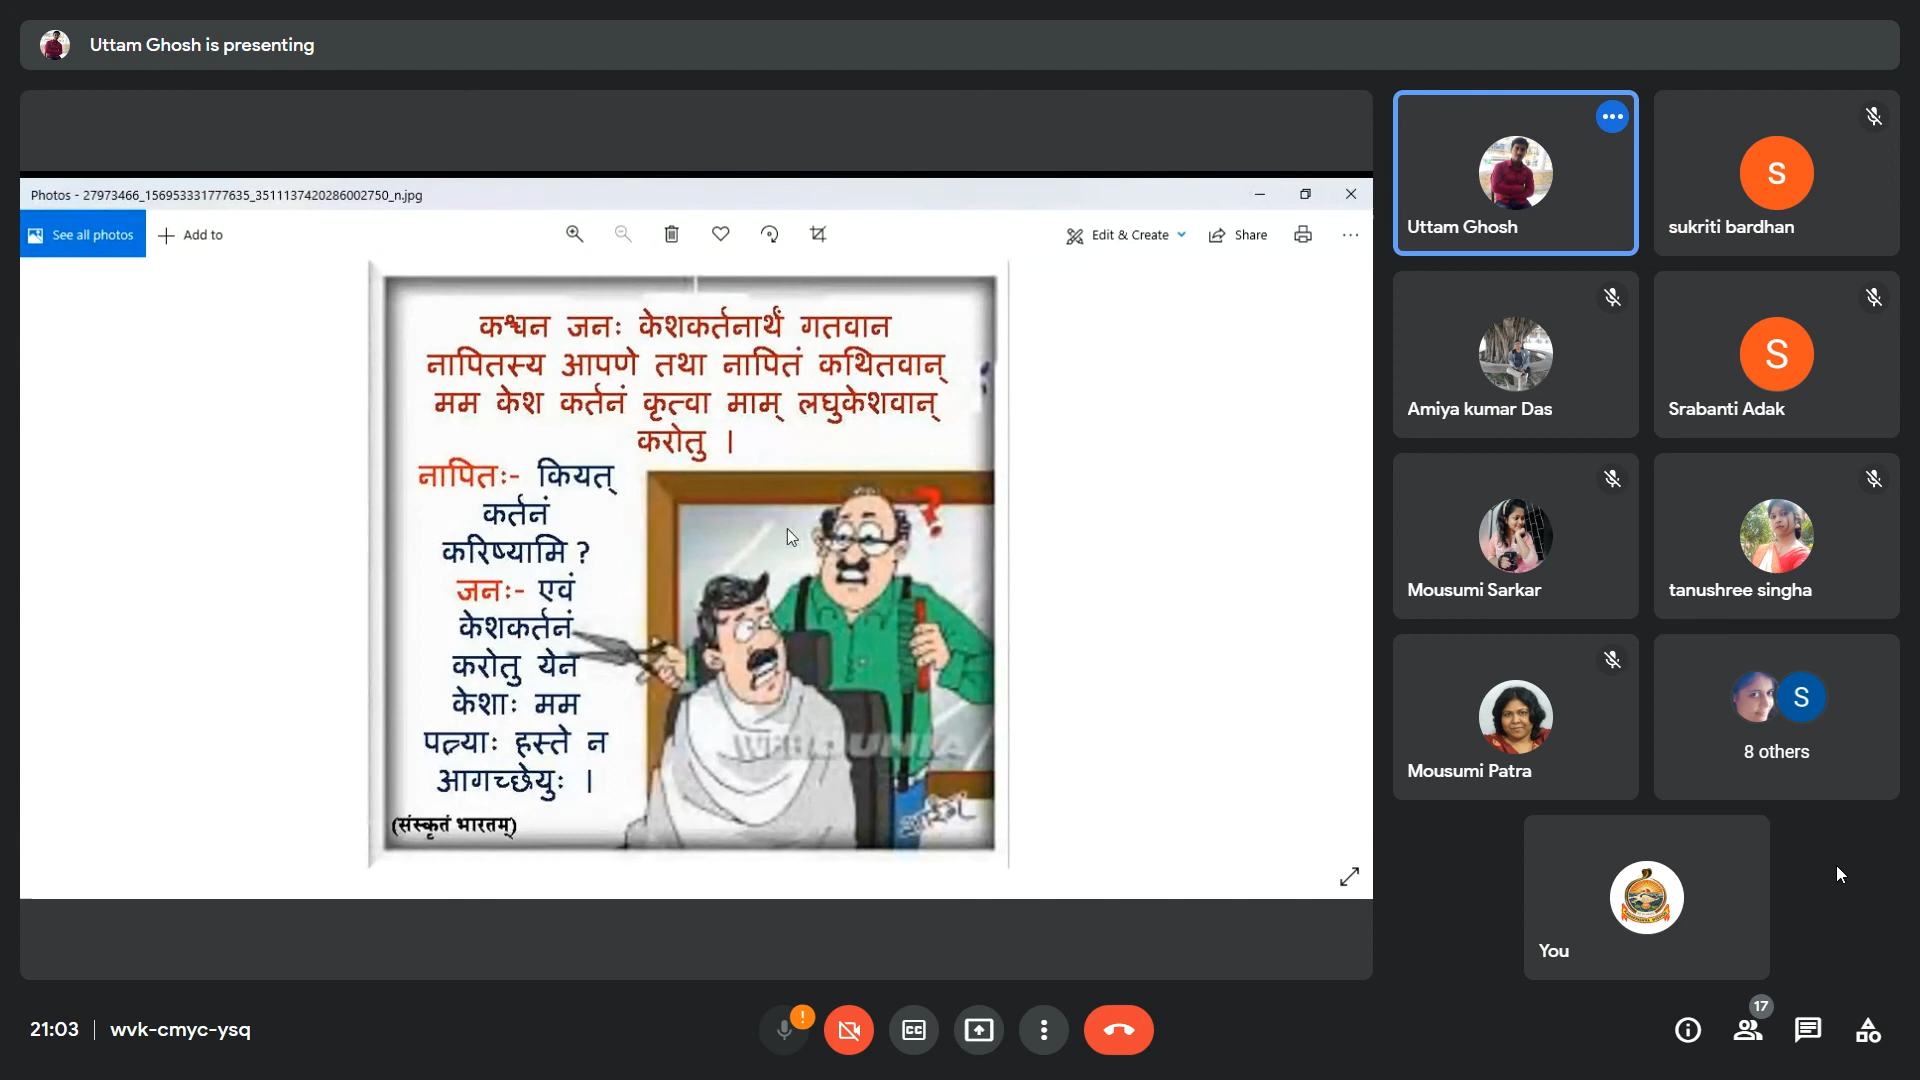 Uttam Ghosh is presenting
Photos - 27973466_156953331777635_3511137420286002750_n.jpg
See all photos
Add to
Edit & Create
Share
कश्चन जनः केशकर्तनार्थं गतवान
नापितस्य आपणे तथा नापितं कथितवान्
मम केश कर्तनं कृत्वा माम् लघुकेशवान्
करोतु ।
नापितः- कियत्
कर्तनं
करिष्यामि ?
जनः- एवं
केशकर्तनं
करोतु येन
केशाः मम
पत्न्याः हस्ते न
आगच्छेयुः ।
(संस्कृतं भारतम्)
?
WEBDUNIA
Uttam Ghosh
S
sukriti bardhan
Amiya kumar Das
S
Srabanti Adak
Mousumi Sarkar
tanushree singha
Mousumi Patra
S
8 others
You
21:03 | wvk-cmyc-ysq
!
CC
17